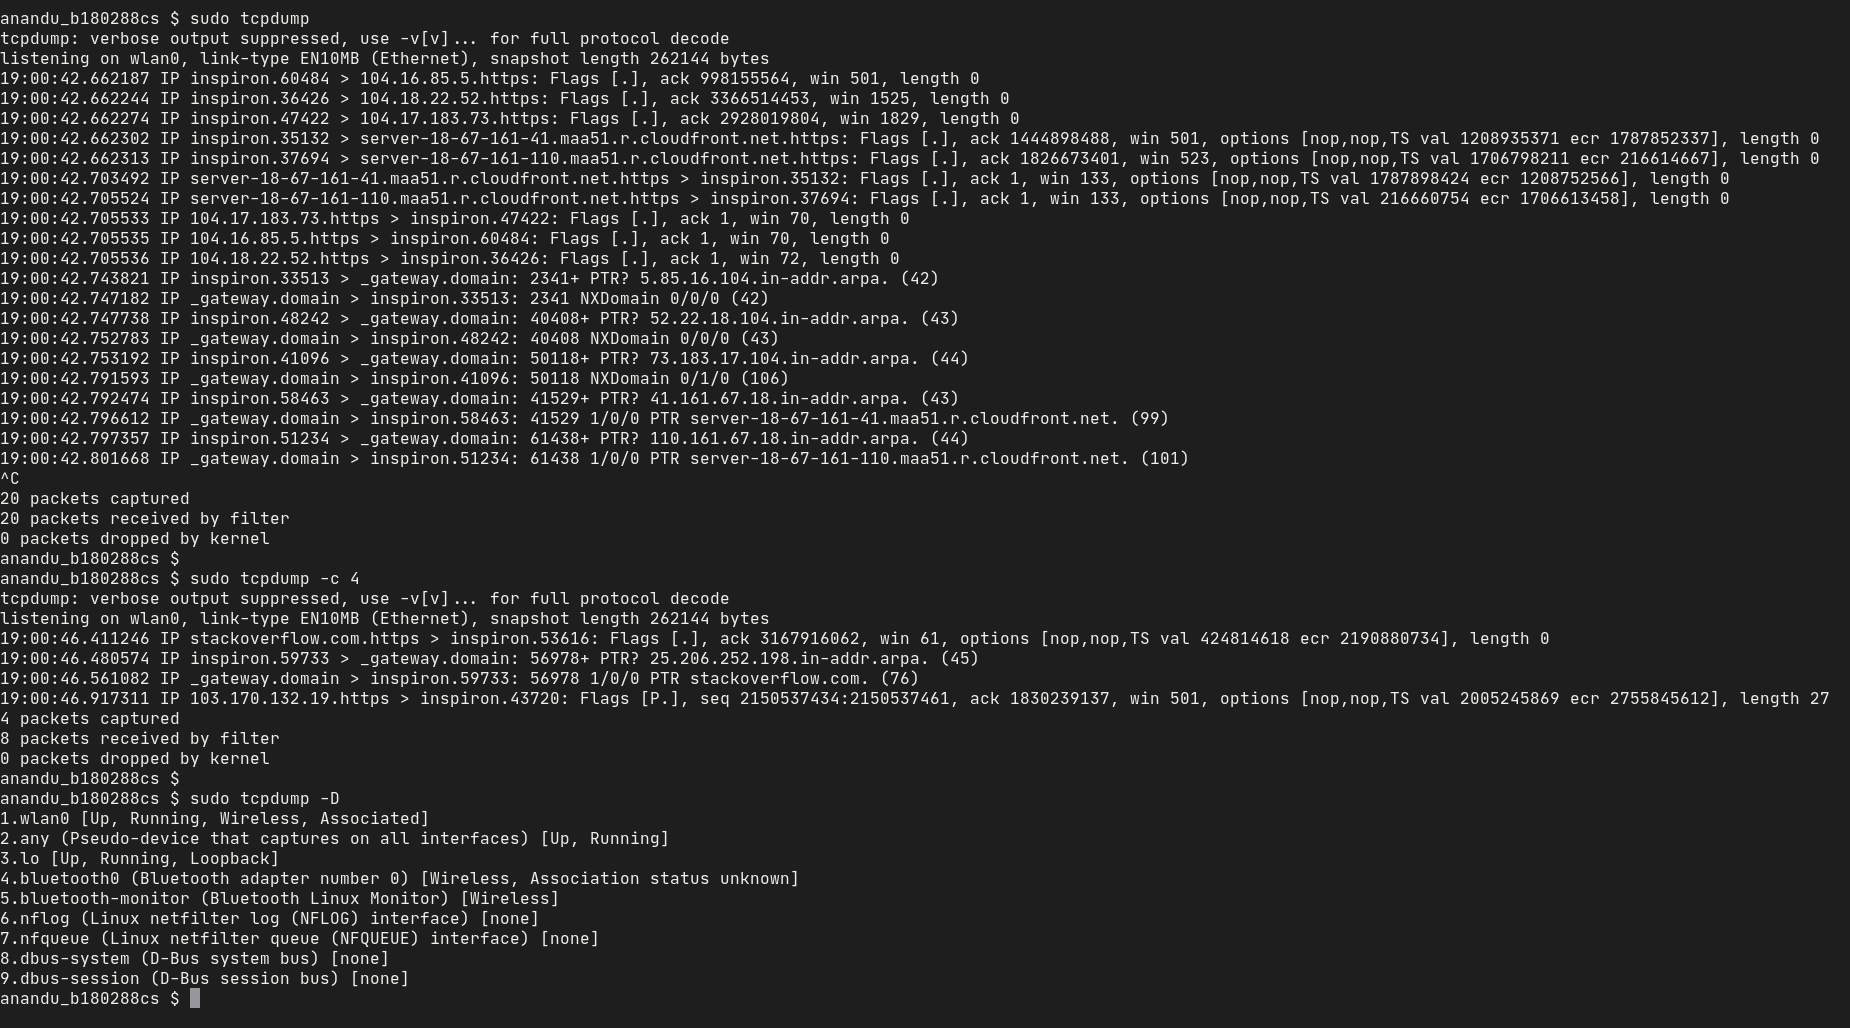 anandu_b180288cs $ sudo tcpdump
tcpdump: verbose output suppressed, use -v[v]... for full protocol decode
listening on wlan0, link-type EN10MB (Ethernet), snapshot length 262144 bytes
19:00:42.662187 IP inspiron.60484 > 104.16.85.5.https: Flags [.], ack 998155564, win 501, length 0
19:00:42.662244 IP inspiron.36426 > 104.18.22.52.https: Flags [.], ack 3366514453, win 1525, length 0
19:00:42.662274 IP inspiron.47422 > 104.17.183.73.https: Flags [.], ack 2928019804, win 1829, length 0
19:00:42.662302 IP inspiron.35132 > server-18-67-161-41.maa51.r.cloudfront.net.https: Flags [.], ack 1444898488, win 501, options [nop,nop,TS val 1208935371 ecr 1787852337], length 0
19:00:42.662313 IP inspiron.37694 > server-18-67-161-110.maa51.r.cloudfront.net.https: Flags [.], ack 1826673401, win 523, options [nop,nop,TS val 1706798211 ecr 216614667], length 0
19:00:42.703492 IP server-18-67-161-41.maa51.r.cloudfront.net.https > inspiron.35132: Flags [.], ack 1, win 133, options [nop,nop,TS val 1787898424 ecr 1208752566], length 0
19:00:42.705524 IP server-18-67-161-110.maa51.r.cloudfront.net.https > inspiron.37694: Flags [.], ack 1, win 133, options [nop,nop,TS val 216660754 ecr 1706613458], length 0
19:00:42.705533 IP 104.17.183.73.https > inspiron.47422: Flags [.], ack 1, win 70, length 0
19:00:42.705535 IP 104.16.85.5.https > inspiron.60484: Flags [.], ack 1, win 70, length 0
19:00:42.705536 IP 104.18.22.52.https > inspiron.36426: Flags [.], ack 1, win 72, length 0
19:00:42.743821 IP inspiron.33513 > _gateway.domain: 2341+ PTR? 5.85.16.104.in-addr.arpa. (42)
19:00:42.747182 IP _gateway.domain > inspiron.33513: 2341 NXDomain 0/0/0 (42)
19:00:42.747738 IP inspiron.48242 > _gateway.domain: 40408+ PTR? 52.22.18.104.in-addr.arpa. (43)
19:00:42.752783 IP _gateway.domain > inspiron.48242: 40408 NXDomain 0/0/0 (43)
19:00:42.753192 IP inspiron.41096 > _gateway.domain: 50118+ PTR? 73.183.17.104.in-addr.arpa. (44)
19:00:42.791593 IP _gateway.domain > inspiron.41096: 50118 NXDomain 0/1/0 (106)
19:00:42.792474 IP inspiron.58463 > _gateway.domain: 41529+ PTR? 41.161.67.18.in-addr.arpa. (43)
19:00:42.796612 IP _gateway.domain > inspiron.58463: 41529 1/0/0 PTR server-18-67-161-41.maa51.r.cloudfront.net. (99)
19:00:42.797357 IP inspiron.51234 > _gateway.domain: 61438+ PTR? 110.161.67.18.in-addr.arpa. (44)
19:00:42.801668 IP _gateway.domain > inspiron.51234: 61438 1/0/0 PTR server-18-67-161-110.maa51.r.cloudfront.net. (101)
^C
20 packets captured
20 packets received by filter
0 packets dropped by kernel
anandu_b180288cs $
anandu_b180288cs $ sudo tcpdump -c 4
tcpdump: verbose output suppressed, use -v[v]... for full protocol decode
listening on wlan0, link-type EN10MB (Ethernet), snapshot length 262144 bytes
19:00:46.411246 IP stackoverflow.com.https > inspiron.53616: Flags [.], ack 3167916062, win 61, options [nop,nop,TS val 424814618 ecr 2190880734], length 0
19:00:46.480574 IP inspiron.59733 > _gateway.domain: 56978+ PTR? 25.206.252.198.in-addr.arpa. (45)
19:00:46.561082 IP _gateway.domain > inspiron.59733: 56978 1/0/0 PTR stackoverflow.com. (76)
19:00:46.917311 IP 103.170.132.19.https > inspiron.43720: Flags [P.], seq 2150537434:2150537461, ack 1830239137, win 501, options [nop,nop,TS val 2005245869 ecr 2755845612], length 27
4 packets captured
8 packets received by filter
0 packets dropped by kernel
anandu_b180288cs $
anandu_b180288cs $ sudo tcpdump -D
1.wlan0 [Up, Running, Wireless, Associated]
2.any (Pseudo-device that captures on all interfaces) [Up, Running]
3.lo [Up, Running, Loopback]
4.bluetooth0 (Bluetooth adapter number 0) [Wireless, Association status unknown]
5.bluetooth-monitor (Bluetooth Linux Monitor) [Wireless]
6.nflog (Linux netfilter log (NFLOG) interface) [none]
7.nfqueue (Linux netfilter queue (NFQUEUE) interface) [none]
8.dbus-system (D-Bus system bus) [none]
9.dbus-session (D-Bus session bus) [none]
anandu_b180288cs $